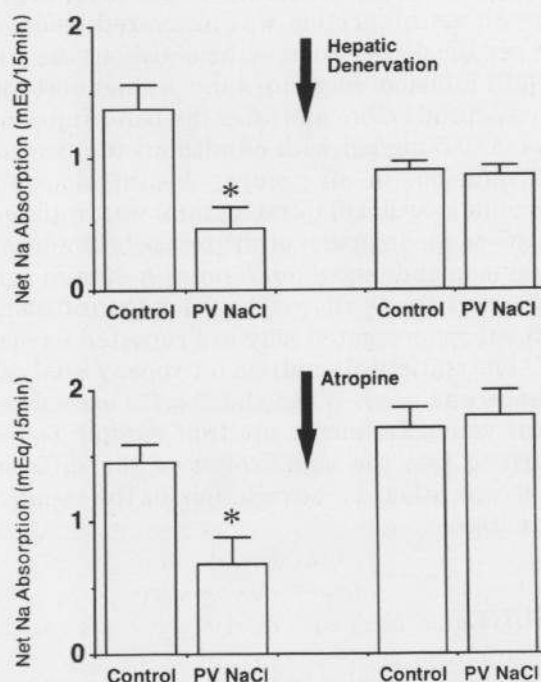 2
Hepatic
Denervation
Net Na Absorption (mEq/15min)
1
*
0
Control PV NaCl Control PV NaCl
2
Atropine
Net Na Absorption (mEq/15min)
*
1
0
Control PV NaCl Control PV NaCl